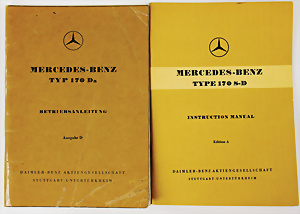 MERCEDES-BENZ
TYP 170 Da
BETRIEBSANLEITUNG
Ausgabe B
DAIMLER-BENZ AKTIENGESELLSCHAFT
STUTTGART-UNTERTÜRKHEIM
MERCEDES-BENZ
TYPE 170 S-D
INSTRUCTION MANUAL
Edition A
DAIMLER-BENZ AKTIENGESELLSCHAFT
STUTTGART-UNTERTÜRKHEIM